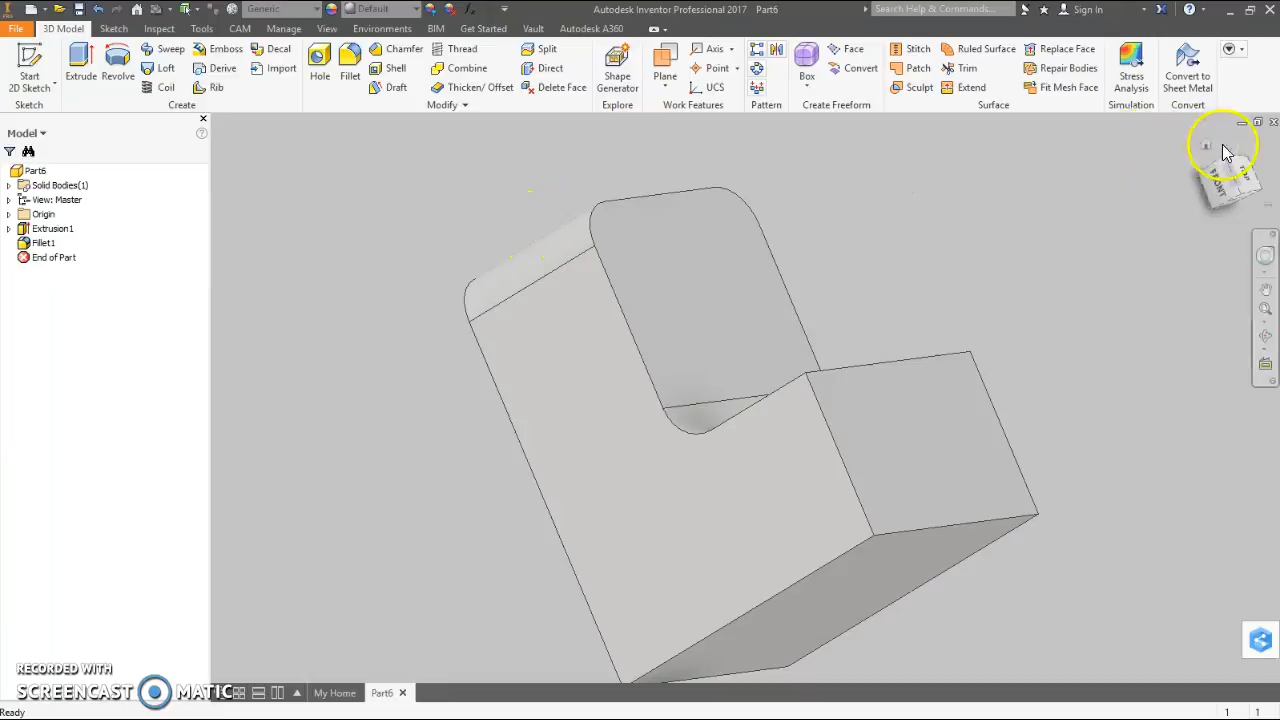 Generic
Default
Autodesk Inventor Professional 2017 Part6
Search Help & Commands...
Sign In
File 3D Model Sketch Inspect Tools CAM Manage View Environments BIM Get Started Vault Autodesk A360
Start
2D Sketch
Sketch
Extrude
Revolve
Sweep
Loft
Coil
Emboss
Derive
Rib
Decal
Import
Create
Hole
Fillet
Chamfer
Shell
Draft
Thread
Combine
Thicken/ Offset
Split
Direct
Delete Face
Modify
Shape
Generator
Explore
Plane
Axis
Point
UCS
Work Features
Pattern
Box
Face
Convert
Create Freeform
Stitch
Patch
Sculpt
Ruled Surface
Trim
Extend
Replace Face
Repair Bodies
Fit Mesh Face
Surface
Stress
Analysis
Simulation
Convert to
Sheet Metal
Convert
Model
Part6
Solid Bodies(1)
View: Master
Origin
Extrusion1
Fillet1
End of Part
FRONT
RECORDED WITH
SCREENCAST MATIC
My Home
Part6
Ready
1 1